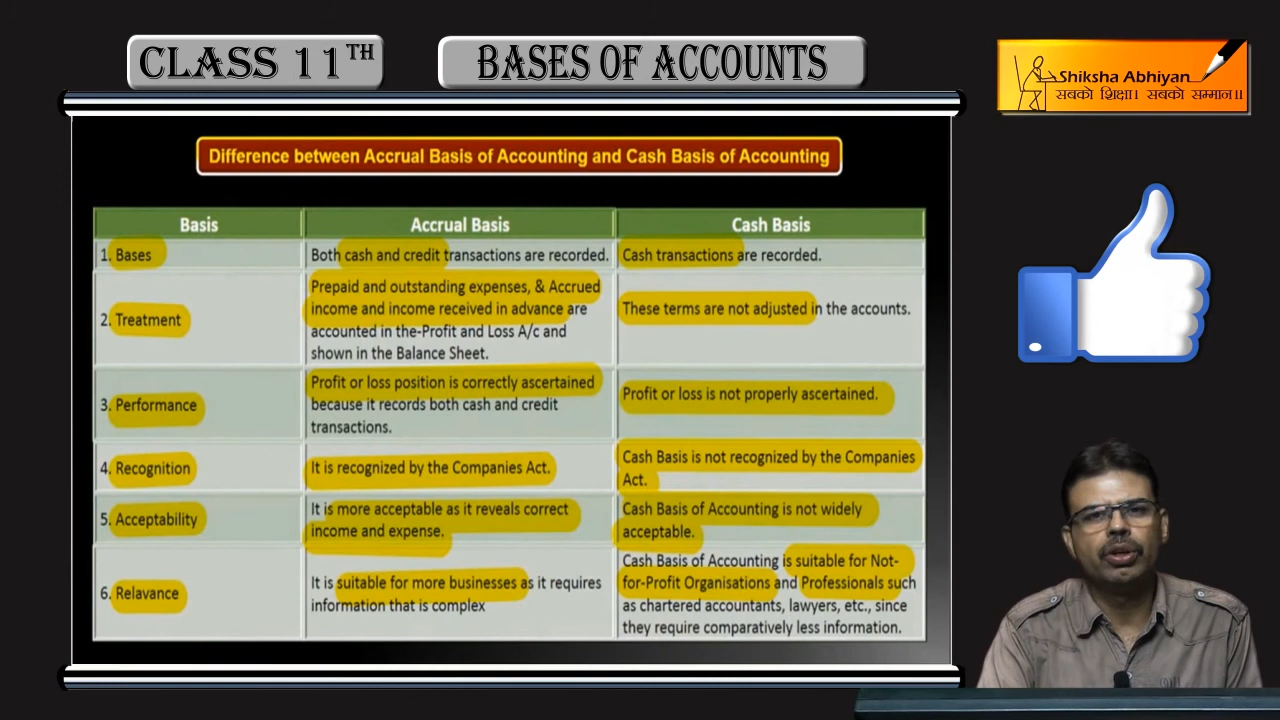 CLASS 11TH
BASES OF ACCOUNTS
Shiksha Abhiyan
सबको शिक्षा। सबको सम्मान॥
Difference between Accrual Basis of Accounting and Cash Basis of Accounting
Basis
Accrual Basis
Cash Basis
1. Bases
Both cash and credit transactions are recorded.
Cash transactions are recorded.
2. Treatment
Prepaid and outstanding expenses, & Accrued
income and income received in advance are
accounted in the-Profit and Loss A/c and
shown in the Balance Sheet.
These terms are not adjusted in the accounts.
3. Performance
Profit or loss position is correctly ascertained
because it records both cash and credit
transactions.
Profit or loss is not properly ascertained.
4. Recognition
It is recognized by the Companies Act.
Cash Basis is not recognized by the Companies
Act.
5. Acceptability
It is more acceptable as it reveals correct
income and expense.
Cash Basis of Accounting is not widely
acceptable.
6. Relavance
It is suitable for more businesses as it requires
information that is complex
Cash Basis of Accounting is suitable for Not-
for-Profit Organisations and Professionals such
as chartered accountants, lawyers, etc., since
they require comparatively less information.